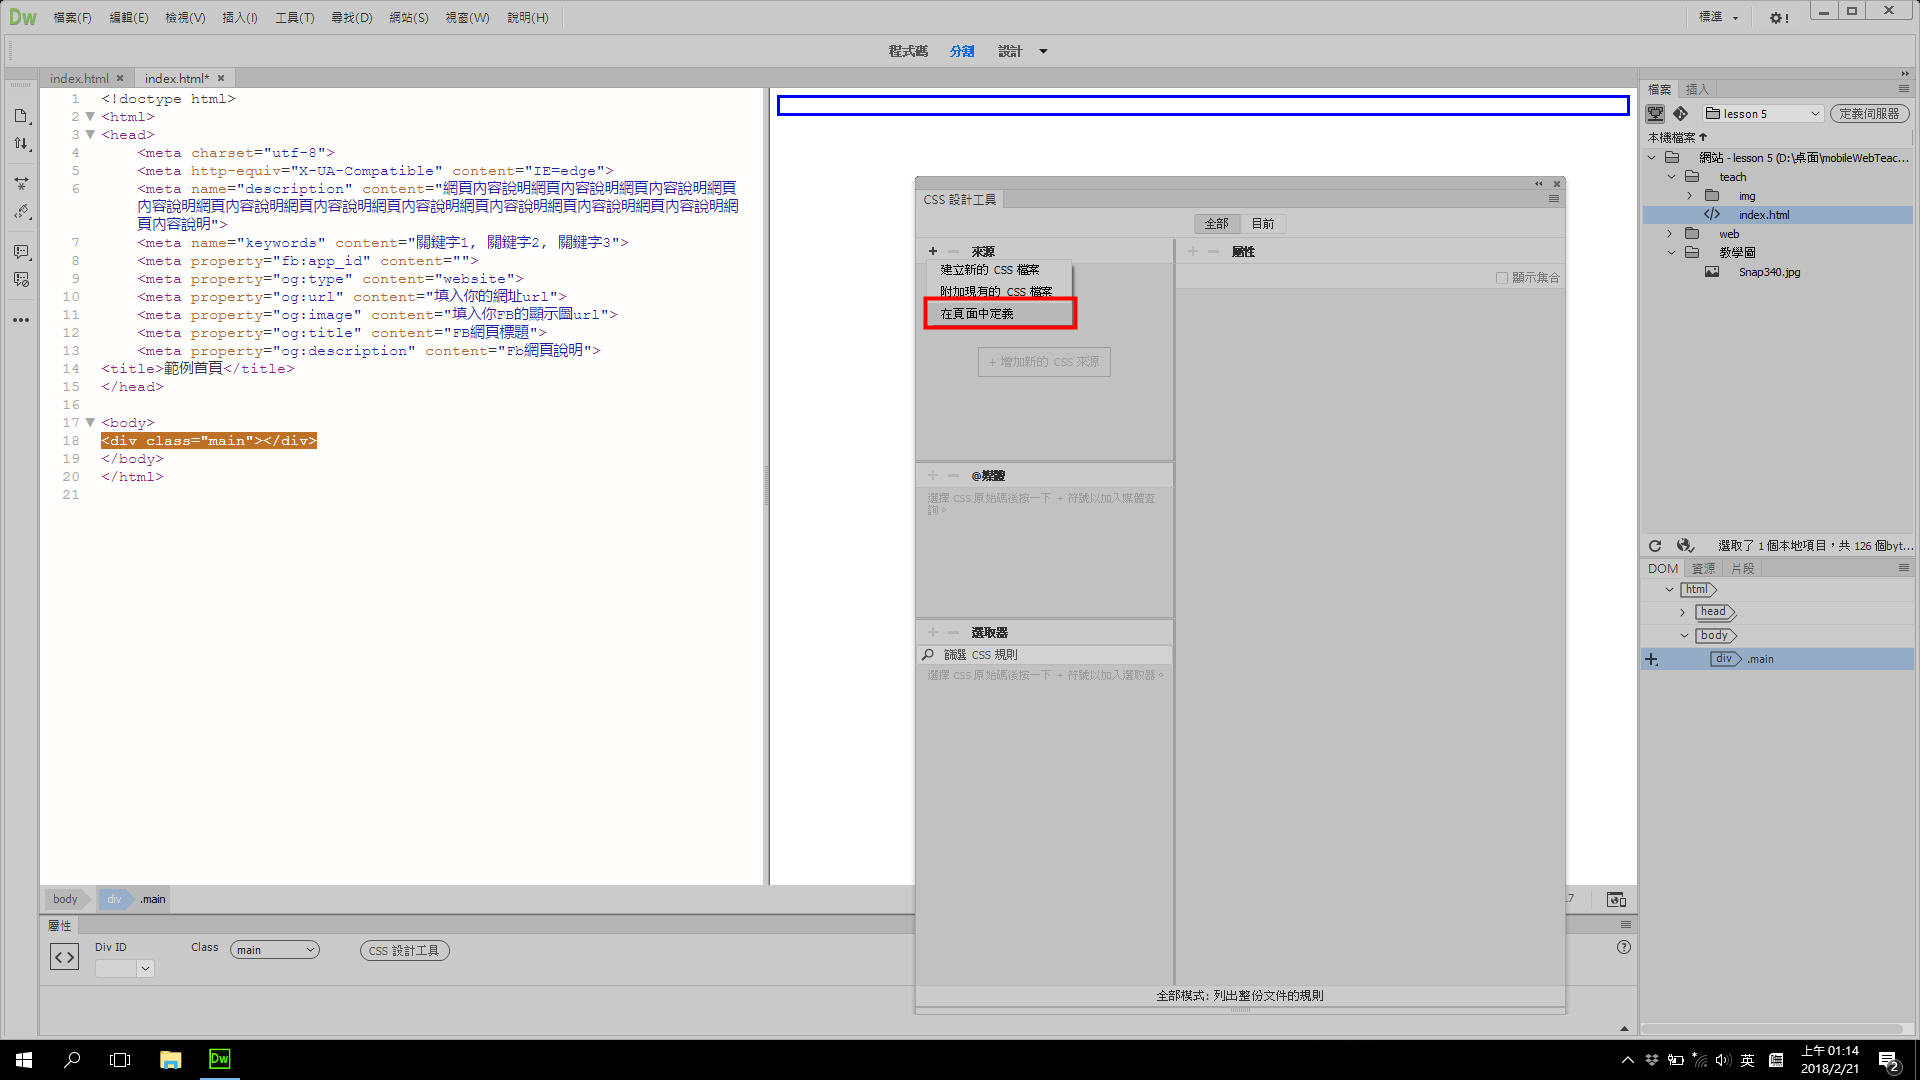 Dw 檔案(F) 編輯(E) 檢視(V) 插入(I) 工具(T) 尋找(D) 網站(S) 視窗(W) 說明(H) 標準
程式碼 分割 設計
index.html index.html*
1 <!doctype html>
2 <html>
3 <head>
4 <meta charset="utf-8">
5 <meta http-equiv="X-UA-Compatible" content="IE=edge">
6 <meta name="description" content="網頁內容說明網頁內容說明網頁內容說明網頁
內容說明網頁內容說明網頁內容說明網頁內容說明網頁內容說明網頁內容說明網頁內容說明網
頁內容說明">
7 <meta name="keywords" content="關鍵字1, 關鍵字2, 關鍵字3">
8 <meta property="fb:app_id" content="">
9 <meta property="og:type" content="website">
10 <meta property="og:url" content="填入你的網址url">
11 <meta property="og:image" content="填入你FB的顯示圖url">
12 <meta property="og:title" content="FB網頁標題">
13 <meta property="og:description" content="Fb網頁說明">
14 <title>範例首頁</title>
15 </head>
16
17 <body>
18 <div class="main"></div>
19 </body>
20 </html>
21
CSS 設計工具
全部 目前
+ − 來源
建立新的 CSS 檔案
附加現有的 CSS 檔案
在頁面中定義
+ 增加新的 CSS 來源
+ − 屬性
顯示集合
+ − @媒體
選擇 CSS 原始碼後按一下 + 符號以加入媒體查
詢。
+ − 選取器
篩選 CSS 規則
選擇 CSS 原始碼後按一下 + 符號以加入選取器。
全部模式: 列出整份文件的規則
檔案 插入
lesson 5 定義伺服器
本機檔案
網站 - lesson 5 (D:\桌面\mobileWebTeac...
teach
img
index.html
web
教學圖
Snap340.jpg
選取了 1 個本地項目，共 126 個byt...
DOM 資源 片段
html
head
body
div .main
body div .main
屬性
Div ID Class main CSS 設計工具
英
上午 01:14
2018/2/21
2
Dw